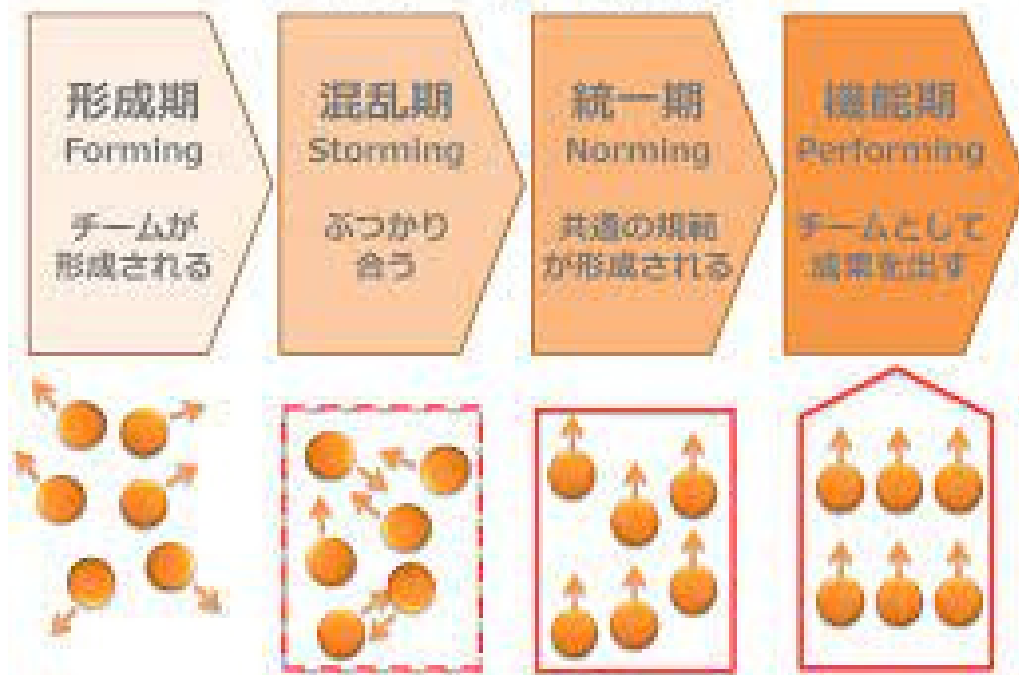 形成期
Forming
チームが
形成される
混乱期
Storming
ぶつかり
合う
統一期
Norming
共通の規範
が形成される
機能期
Performing
チームとして
成果を出す